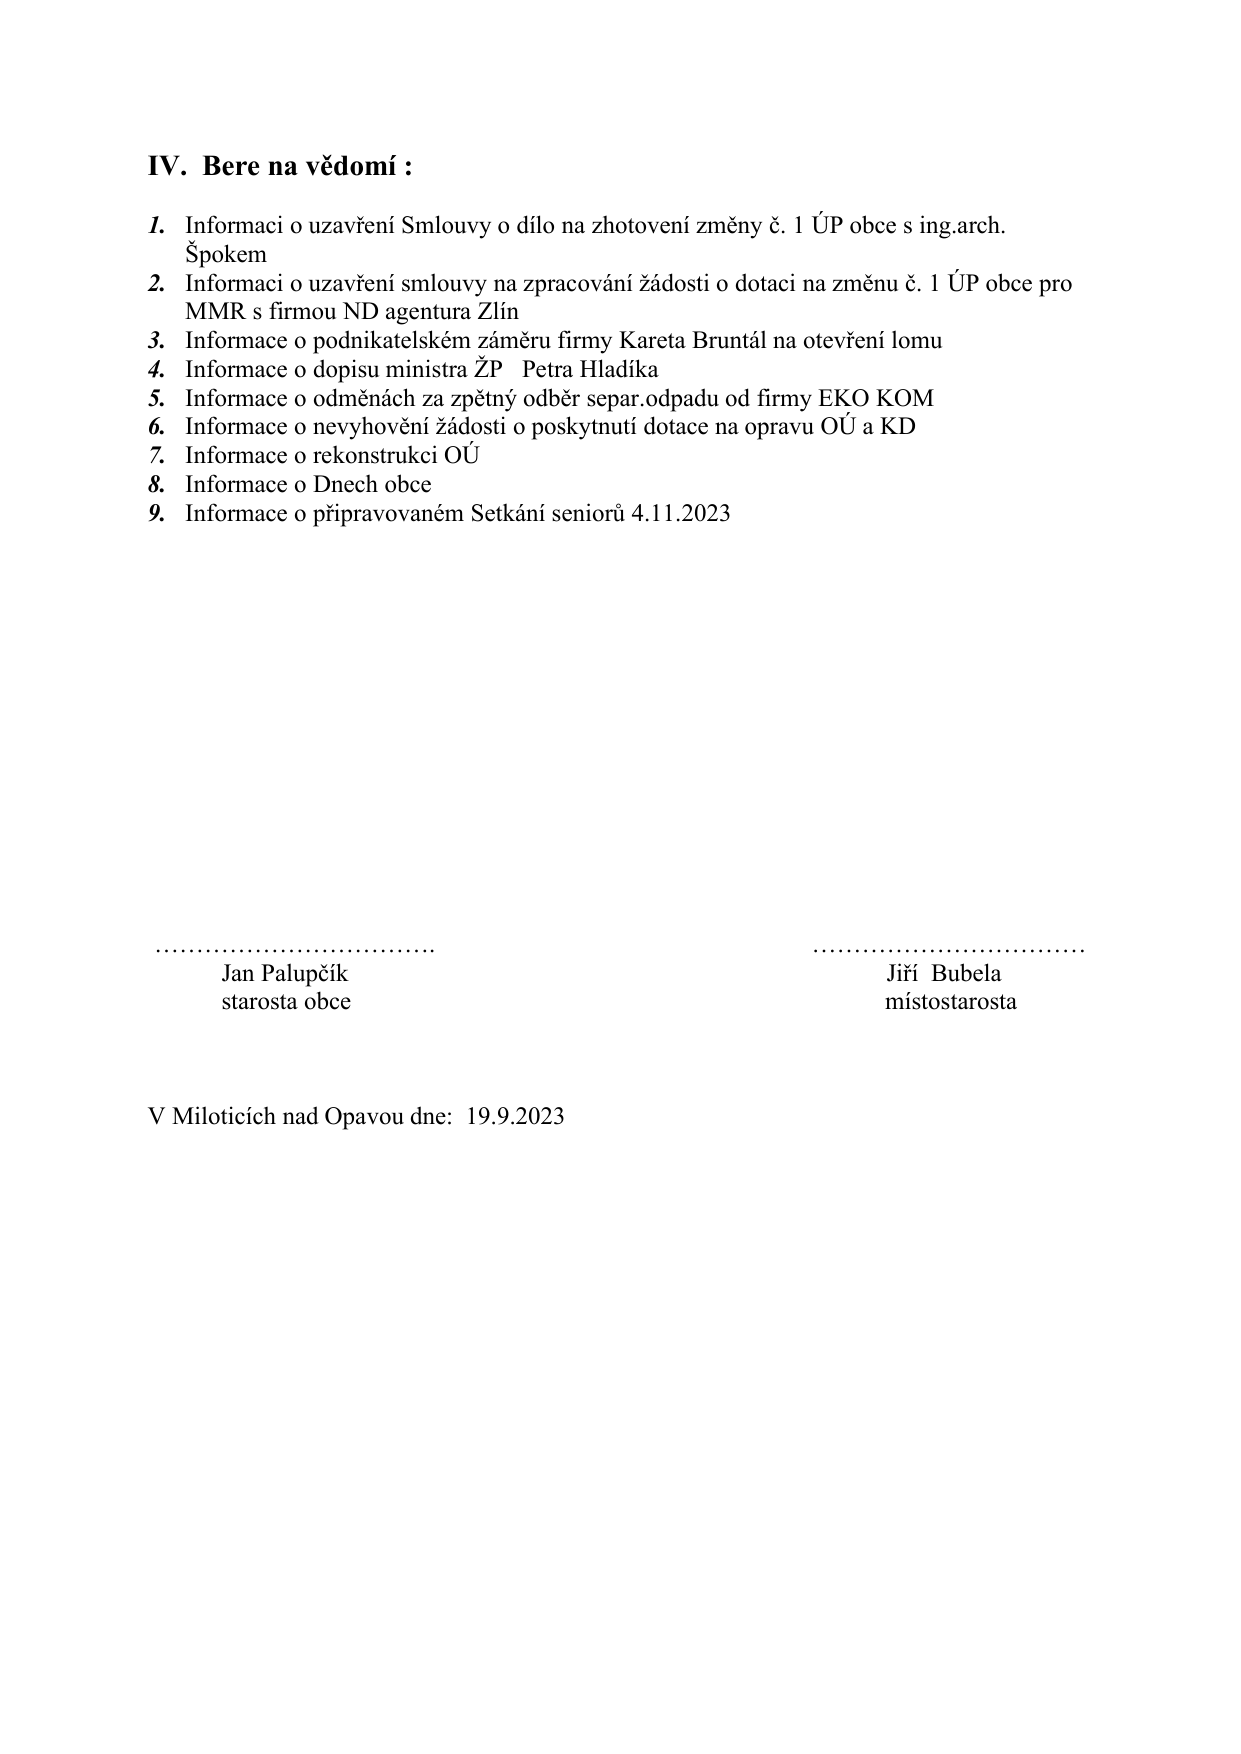 IV. Bere na vědomí :
1. Informaci o uzavření Smlouvy o dílo na zhotovení změny č. 1 ÚP obce s ing.arch.
Špokem
2. Informaci o uzavření smlouvy na zpracování žádosti o dotaci na změnu č. 1 ÚP obce pro
MMR s firmou ND agentura Zlín
3. Informace o podnikatelském záměru firmy Kareta Bruntál na otevření lomu
4. Informace o dopisu ministra ŽP Petra Hladíka
5. Informace o odměnách za zpětný odběr separ.odpadu od firmy EKO KOM
6. Informace o nevyhovění žádosti o poskytnutí dotace na opravu OÚ a KD
7. Informace o rekonstrukci OÚ
8. Informace o Dnech obce
9. Informace o připravovaném Setkání seniorů 4.11.2023
……………………………. ……………………………
Jan Palupčík Jiří Bubela
starosta obce místostarosta
V Miloticích nad Opavou dne: 19.9.2023